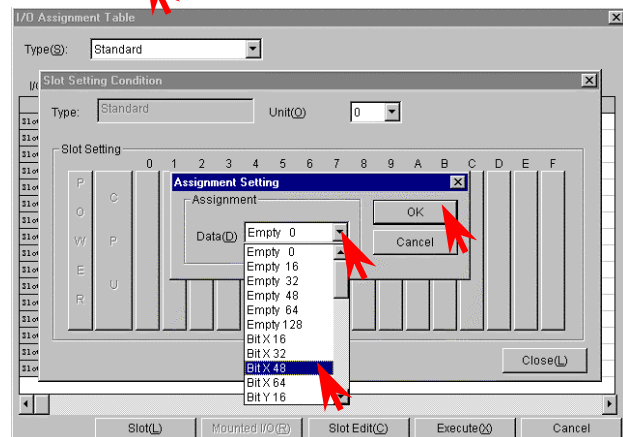 I/O Assignment Table
Type(S): Standard
I/O
Slot Setting Condition
Type: Standard Unit(O) 0
Slot Setting
0 1 2 3 4 5 6 7 8 9 A B C D E F
POWER
CPU
Assignment Setting
Assignment
Data(D) Empty 0
OK
Cancel
Empty 0
Empty 16
Empty 32
Empty 48
Empty 64
Empty 128
Bit X 16
Bit X 32
Bit X 48
Bit X 64
Bit Y 16
Close(L)
Slot(L) Mounted I/O(R) Slot Edit(C) Execute(X) Cancel